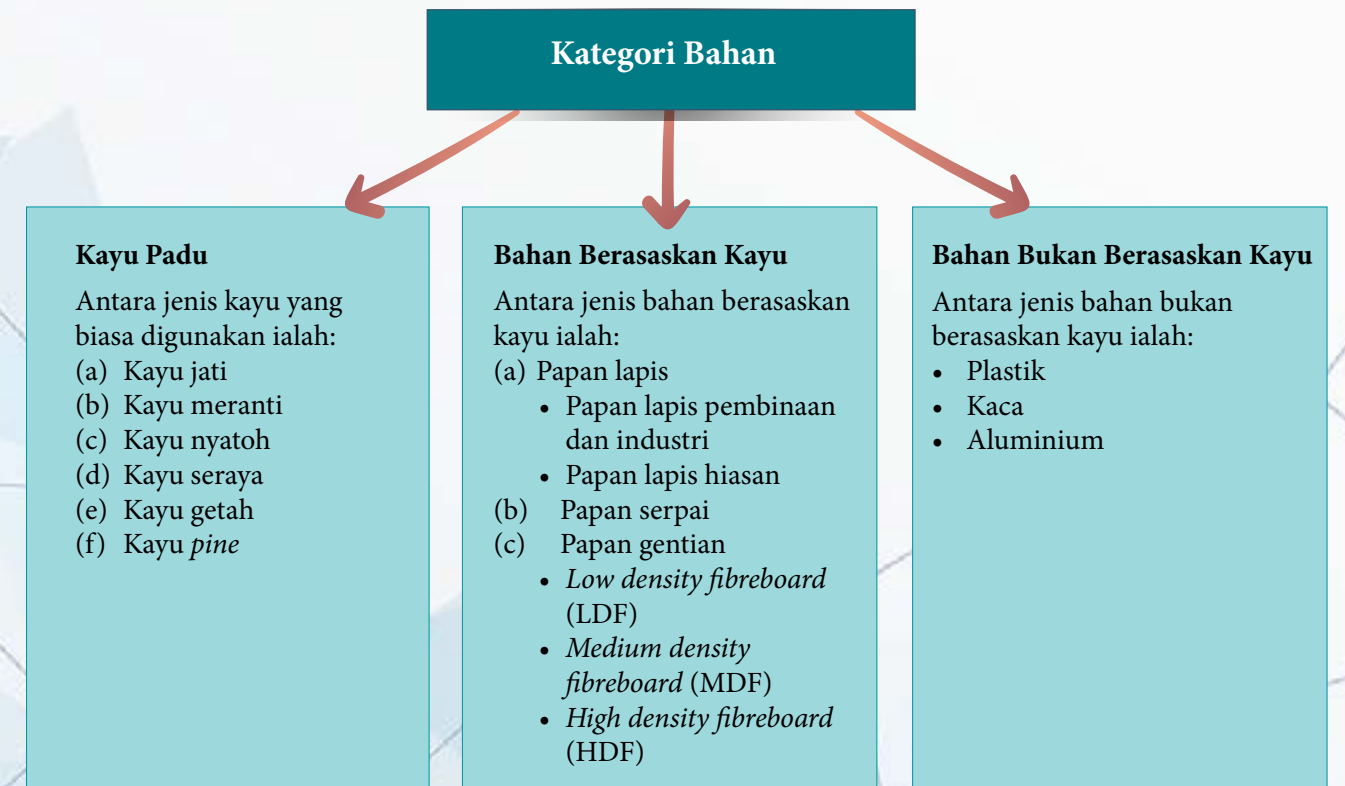 Kategori Bahan
Kayu Padu
Antara jenis kayu yang
biasa digunakan ialah:
(a) Kayu jati
(b) Kayu meranti
(c) Kayu nyatoh
(d) Kayu seraya
(e) Kayu getah
(f) Kayu pine
Bahan Berasaskan Kayu
Antara jenis bahan berasaskan
kayu ialah:
(a) Papan lapis
• Papan lapis pembinaan
dan industri
• Papan lapis hiasan
(b) Papan serpai
(c) Papan gentian
• Low density fibreboard
(LDF)
• Medium density
fibreboard (MDF)
• High density fibreboard
(HDF)
Bahan Bukan Berasaskan Kayu
Antara jenis bahan bukan
berasaskan kayu ialah:
• Plastik
• Kaca
• Aluminium